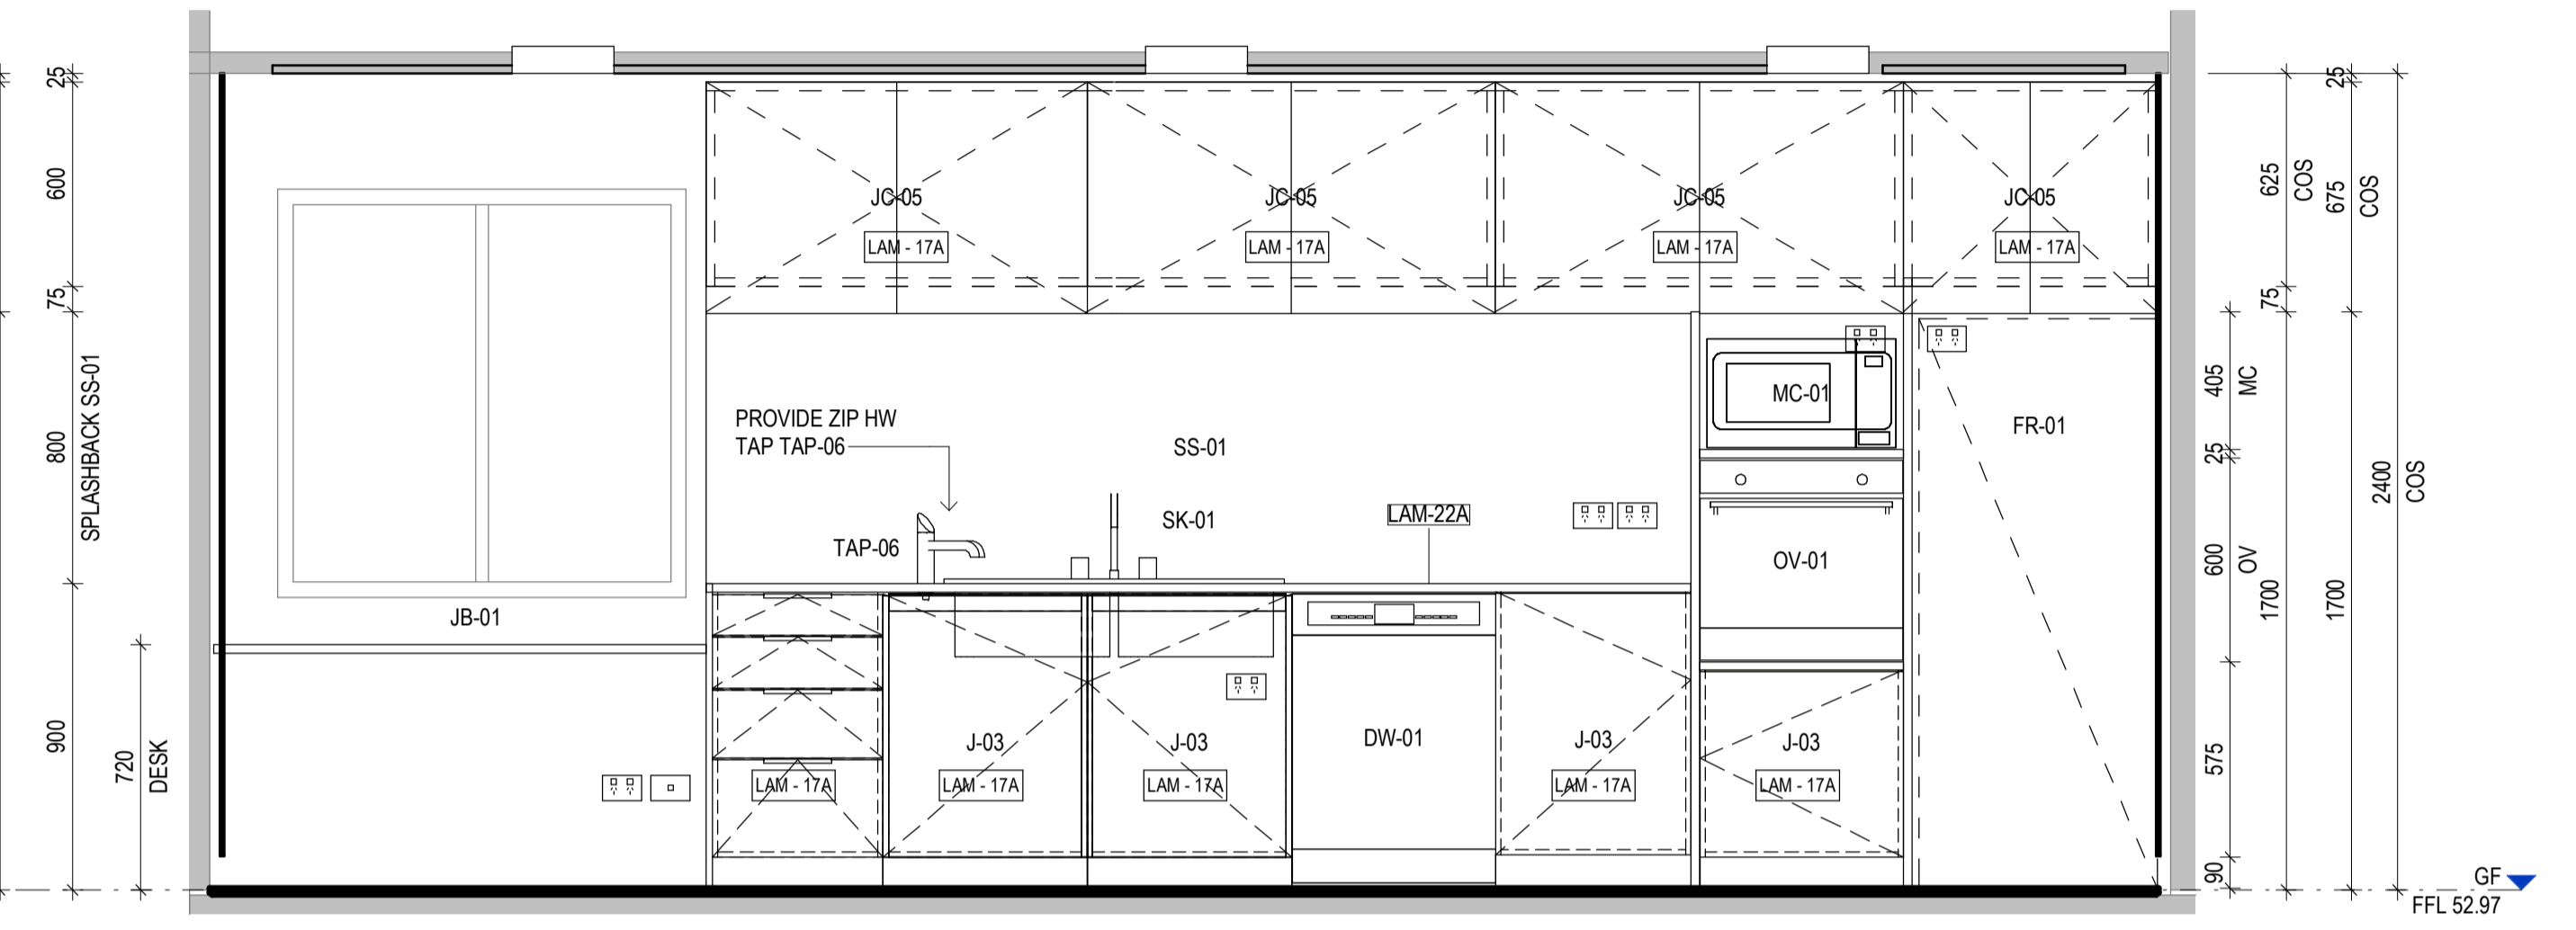 25
600
75
800
SPLASHBACK SS-01
900
720
DESK
JB-01
JC-05
LAM - 17A
JC-05
LAM - 17A
JC-05
LAM - 17A
JC-05
LAM - 17A
PROVIDE ZIP HW
TAP TAP-06
SS-01
SK-01
TAP-06
LAM-22A
MC-01
FR-01
OV-01
DW-01
LAM - 17A
J-03
LAM - 17A
J-03
LAM - 17A
J-03
LAM - 17A
J-03
LAM - 17A
405
MC
25
600
OV
575
90
625
COS
75
1700
25
675
COS
1700
2400
COS
GF
FFL 52.97